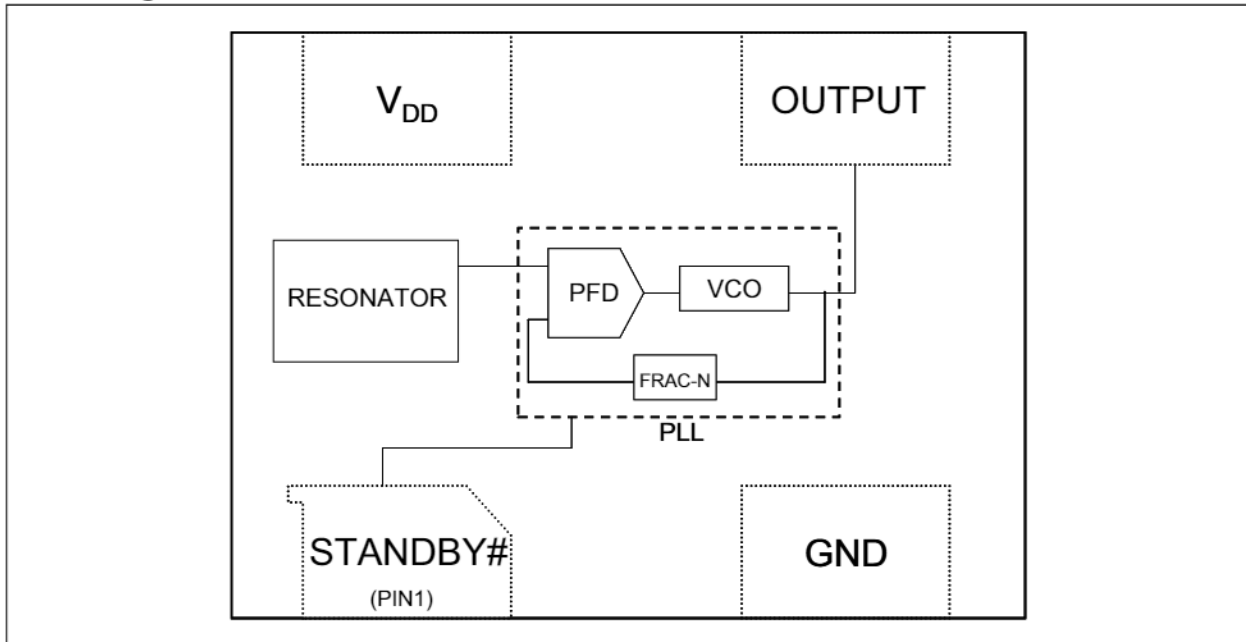 VDD
OUTPUT
RESONATOR
PFD
VCO
FRAC-N
PLL
STANDBY#
(PIN1)
GND